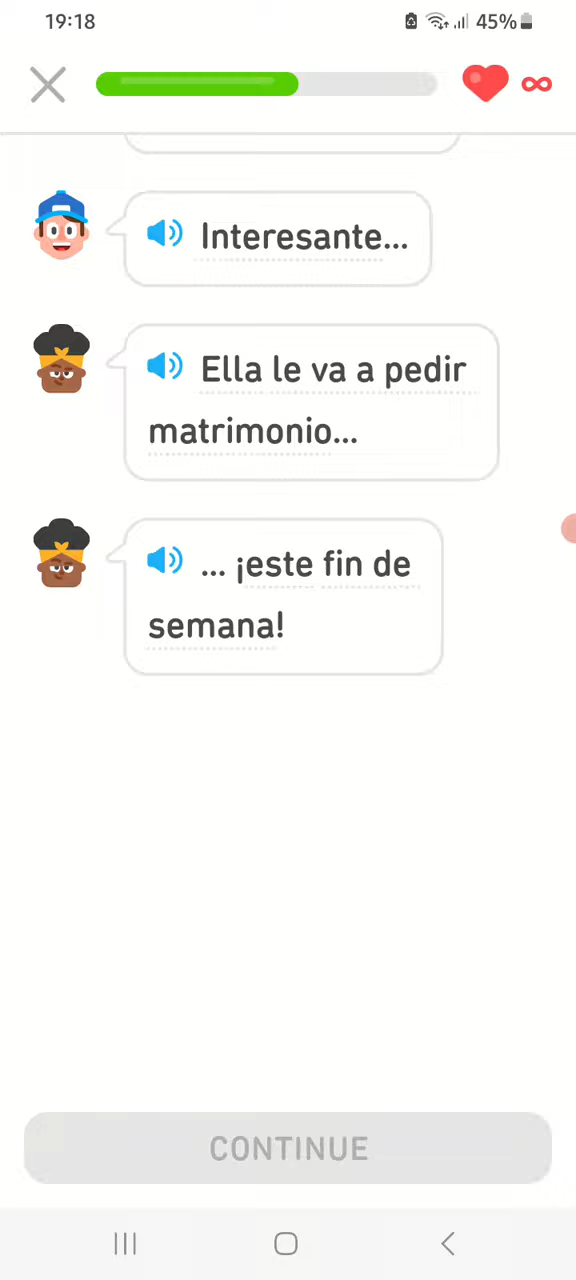 19:18
45%
Interesante...
Ella le va a pedir
matrimonio...
... ¡este fin de
semana!
CONTINUE